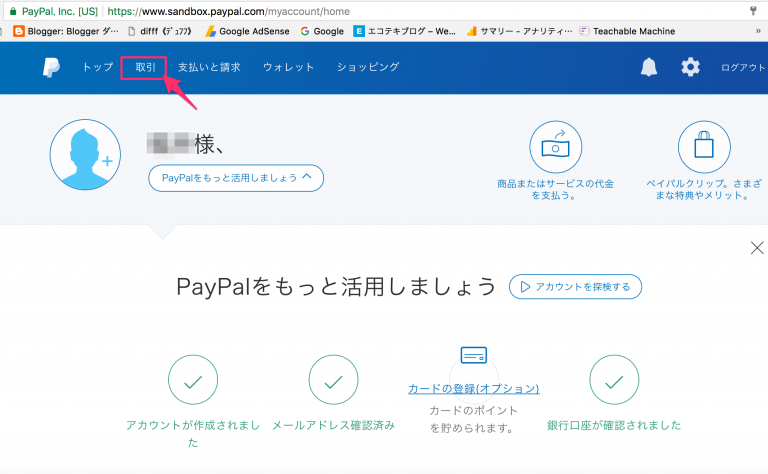 PayPal, Inc. [US] https://www.sandbox.paypal.com/myaccount/home
Blogger: Blogger ダ… difff《ﾃﾞｭﾌﾌ》 Google AdSense Google エコテキブログ – We… サマリー - アナリティ… Teachable Machine »
トップ 取引 支払いと請求 ウォレット ショッピング ログアウト
様、
PayPalをもっと活用しましょう
商品またはサービスの代金
を支払う。
ペイパルクリップ。さまざ
まな特典やメリット。
PayPalをもっと活用しましょう
アカウントを探検する
アカウントが作成されまし
た
メールアドレス確認済み
カードの登録(オプション)
カードのポイント
を貯められます。
銀行口座が確認されました